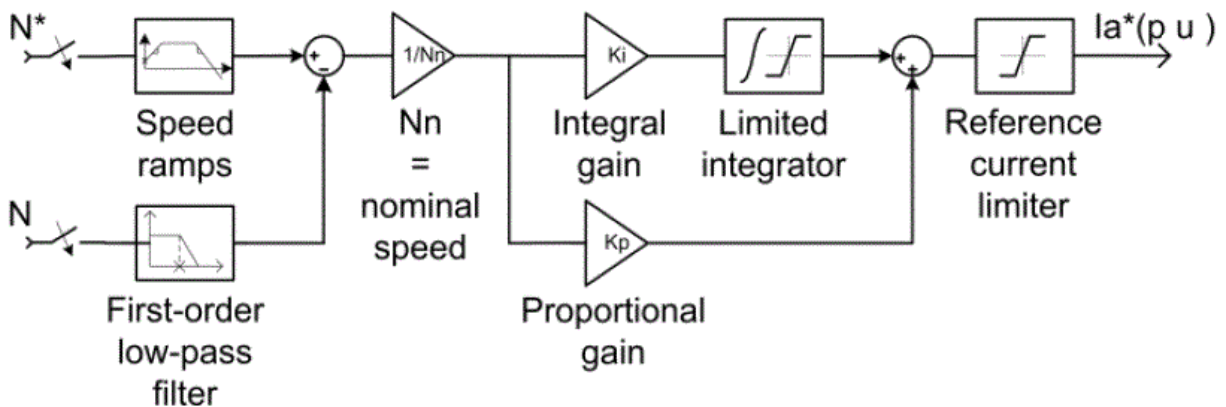 N*
Ia*(p u )
+
−
1/Nn
Ki
+
+
Speed
ramps
Nn
=
nominal
speed
Integral
gain
Limited
integrator
Reference
current
limiter
N
Kp
First-order
low-pass
filter
Proportional
gain